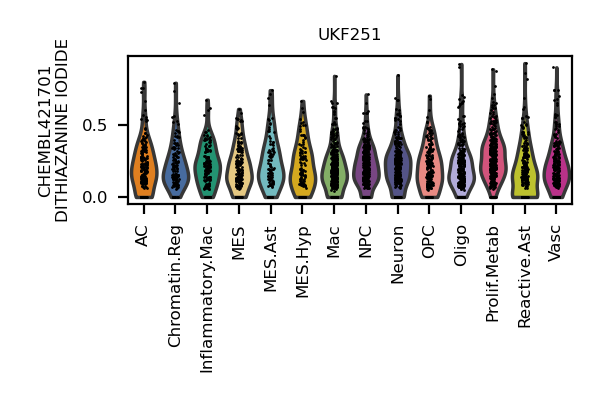 UKF251
CHEMBL421701
DITHIAZANINE IODIDE
0.5
0.0
AC
Chromatin.Reg
Inflammatory.Mac
MES
MES.Ast
MES.Hyp
Mac
NPC
Neuron
OPC
Oligo
Prolif.Metab
Reactive.Ast
Vasc